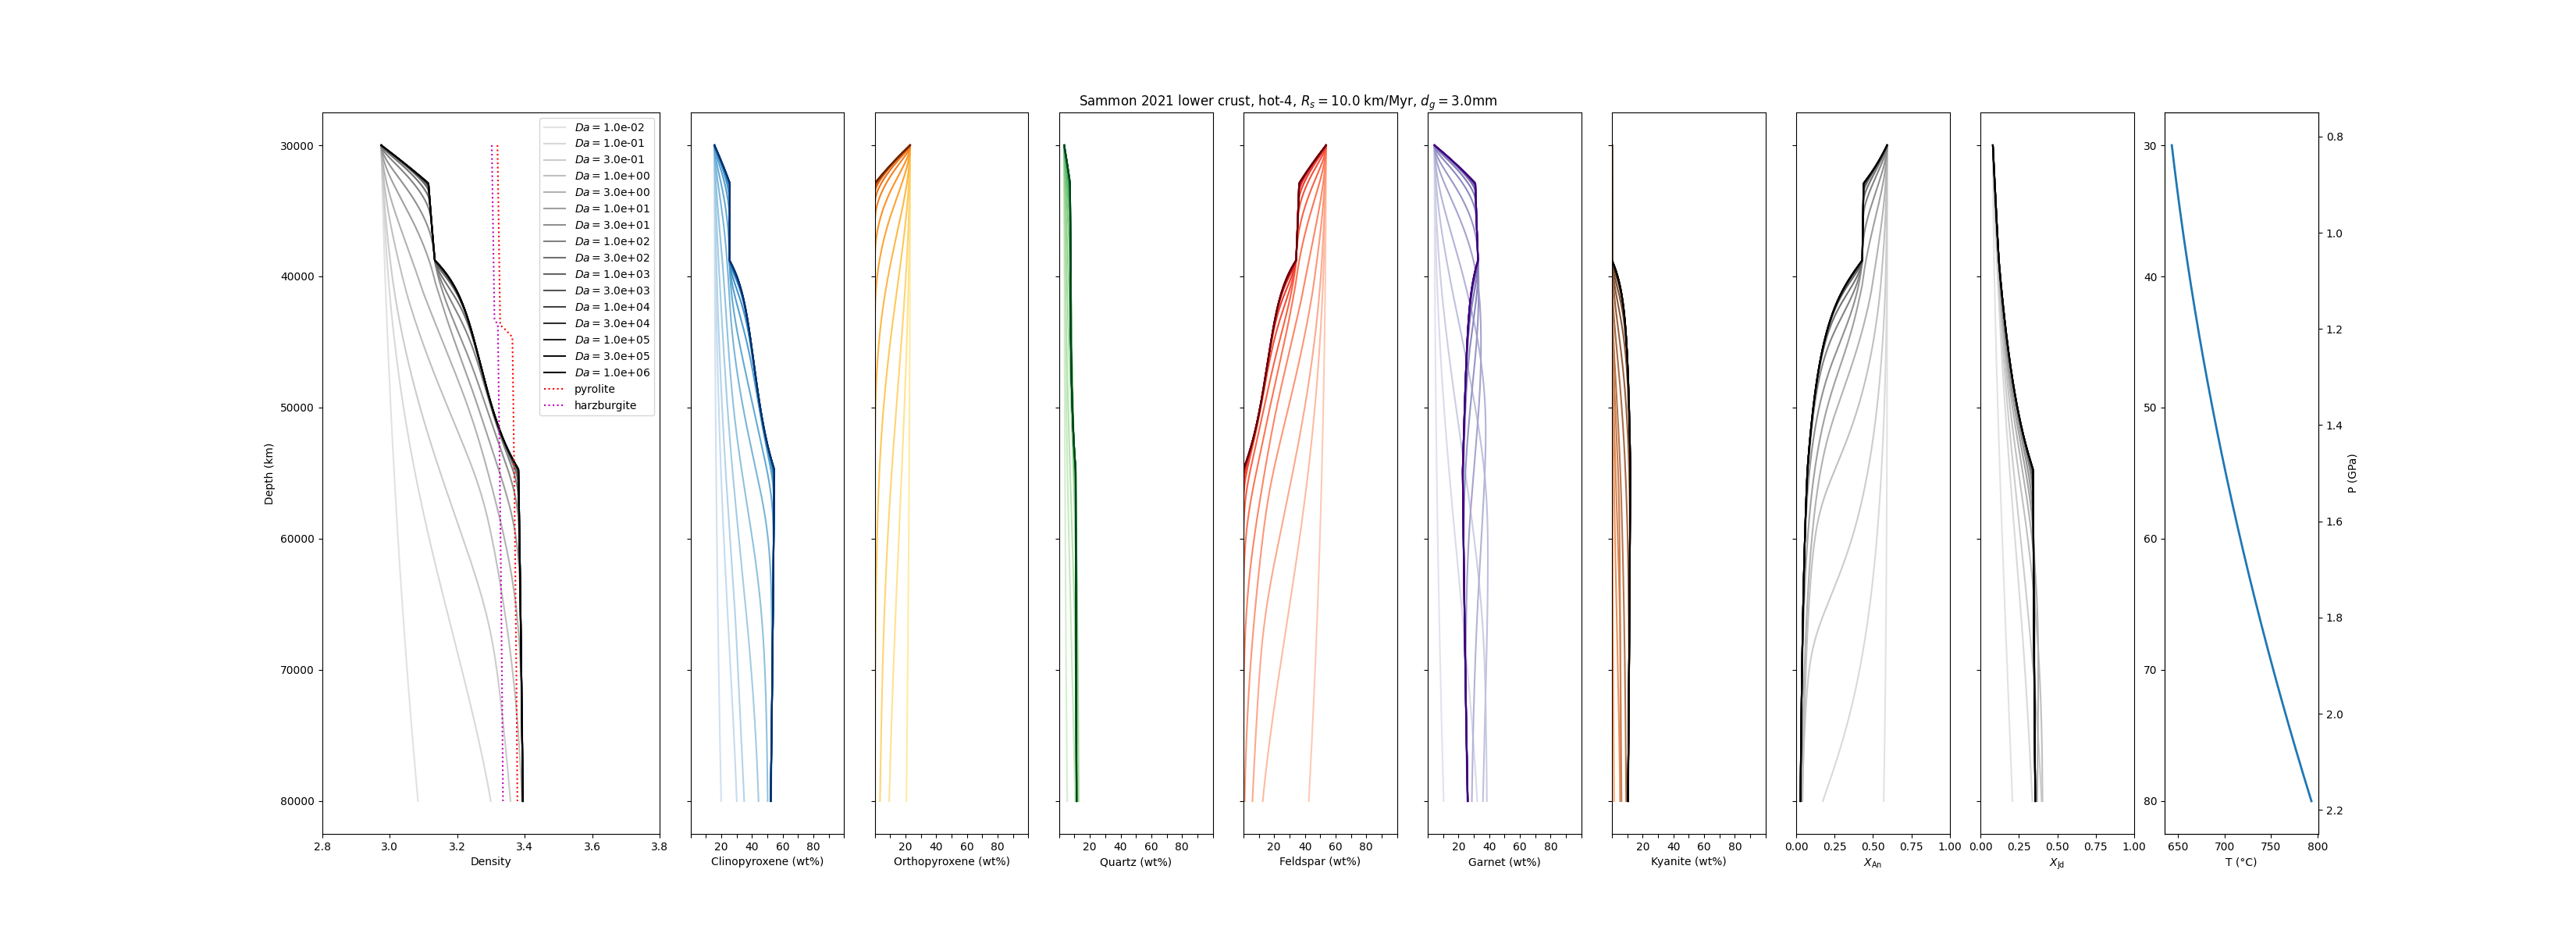 Sammon 2021 lower crust, hot-4, R_s = 10.0 km/Myr, d_g = 3.0mm
Da = 1.0e-02
Da = 1.0e-01
Da = 3.0e-01
Da = 1.0e+00
Da = 3.0e+00
Da = 1.0e+01
Da = 3.0e+01
Da = 1.0e+02
Da = 3.0e+02
Da = 1.0e+03
Da = 3.0e+03
Da = 1.0e+04
Da = 3.0e+04
Da = 1.0e+05
Da = 3.0e+05
Da = 1.0e+06
pyrolite
harzburgite
Depth (km)
30000
40000
50000
60000
70000
80000
2.8 3.0 3.2 3.4 3.6 3.8
Density
20 40 60 80
Clinopyroxene (wt%)
20 40 60 80
Orthopyroxene (wt%)
20 40 60 80
Quartz (wt%)
20 40 60 80
Feldspar (wt%)
20 40 60 80
Garnet (wt%)
20 40 60 80
Kyanite (wt%)
0.00 0.25 0.50 0.75 1.00
X_An
0.00 0.25 0.50 0.75 1.00
X_Jd
30
40
50
60
70
80
650 700 750 800
T (°C)
0.8
1.0
1.2
1.4
1.6
1.8
2.0
2.2
P (GPa)